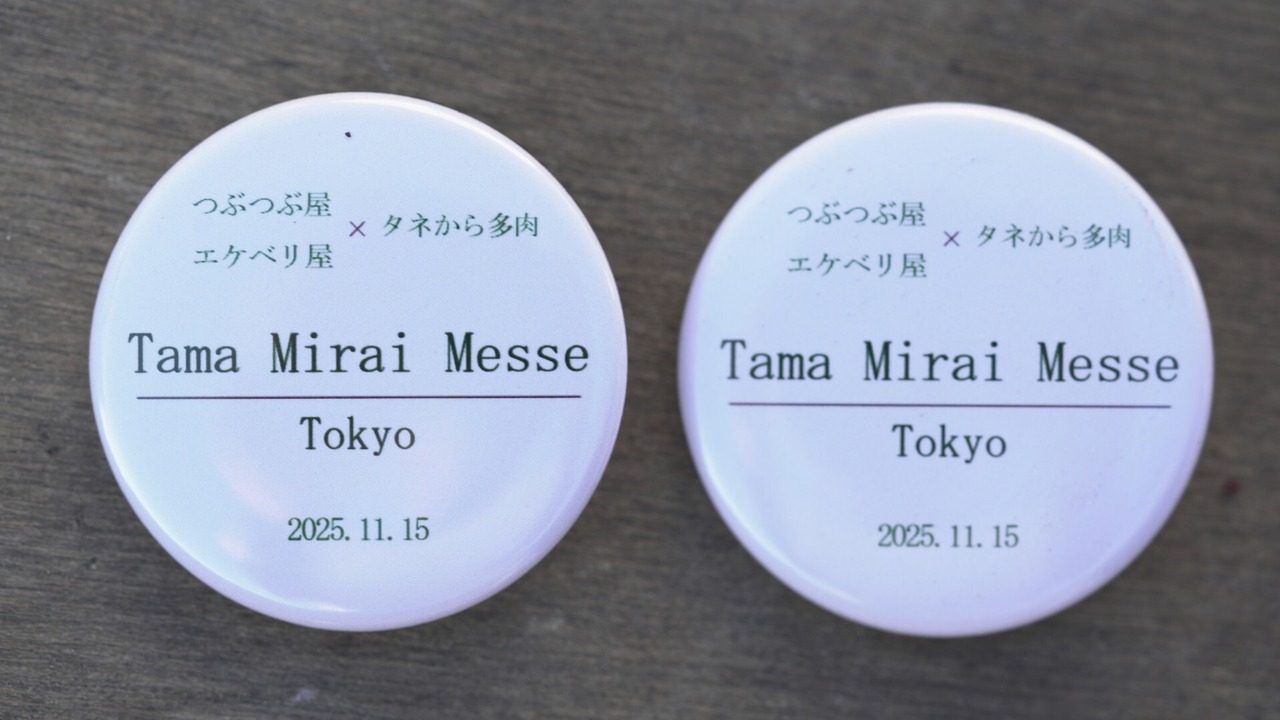 つぶつぶ屋
エケベリ屋
× タネから多肉
Tama Mirai Messe
Tokyo
2025.11.15
つぶつぶ屋
エケベリ屋
× タネから多肉
Tama Mirai Messe
Tokyo
2025.11.15